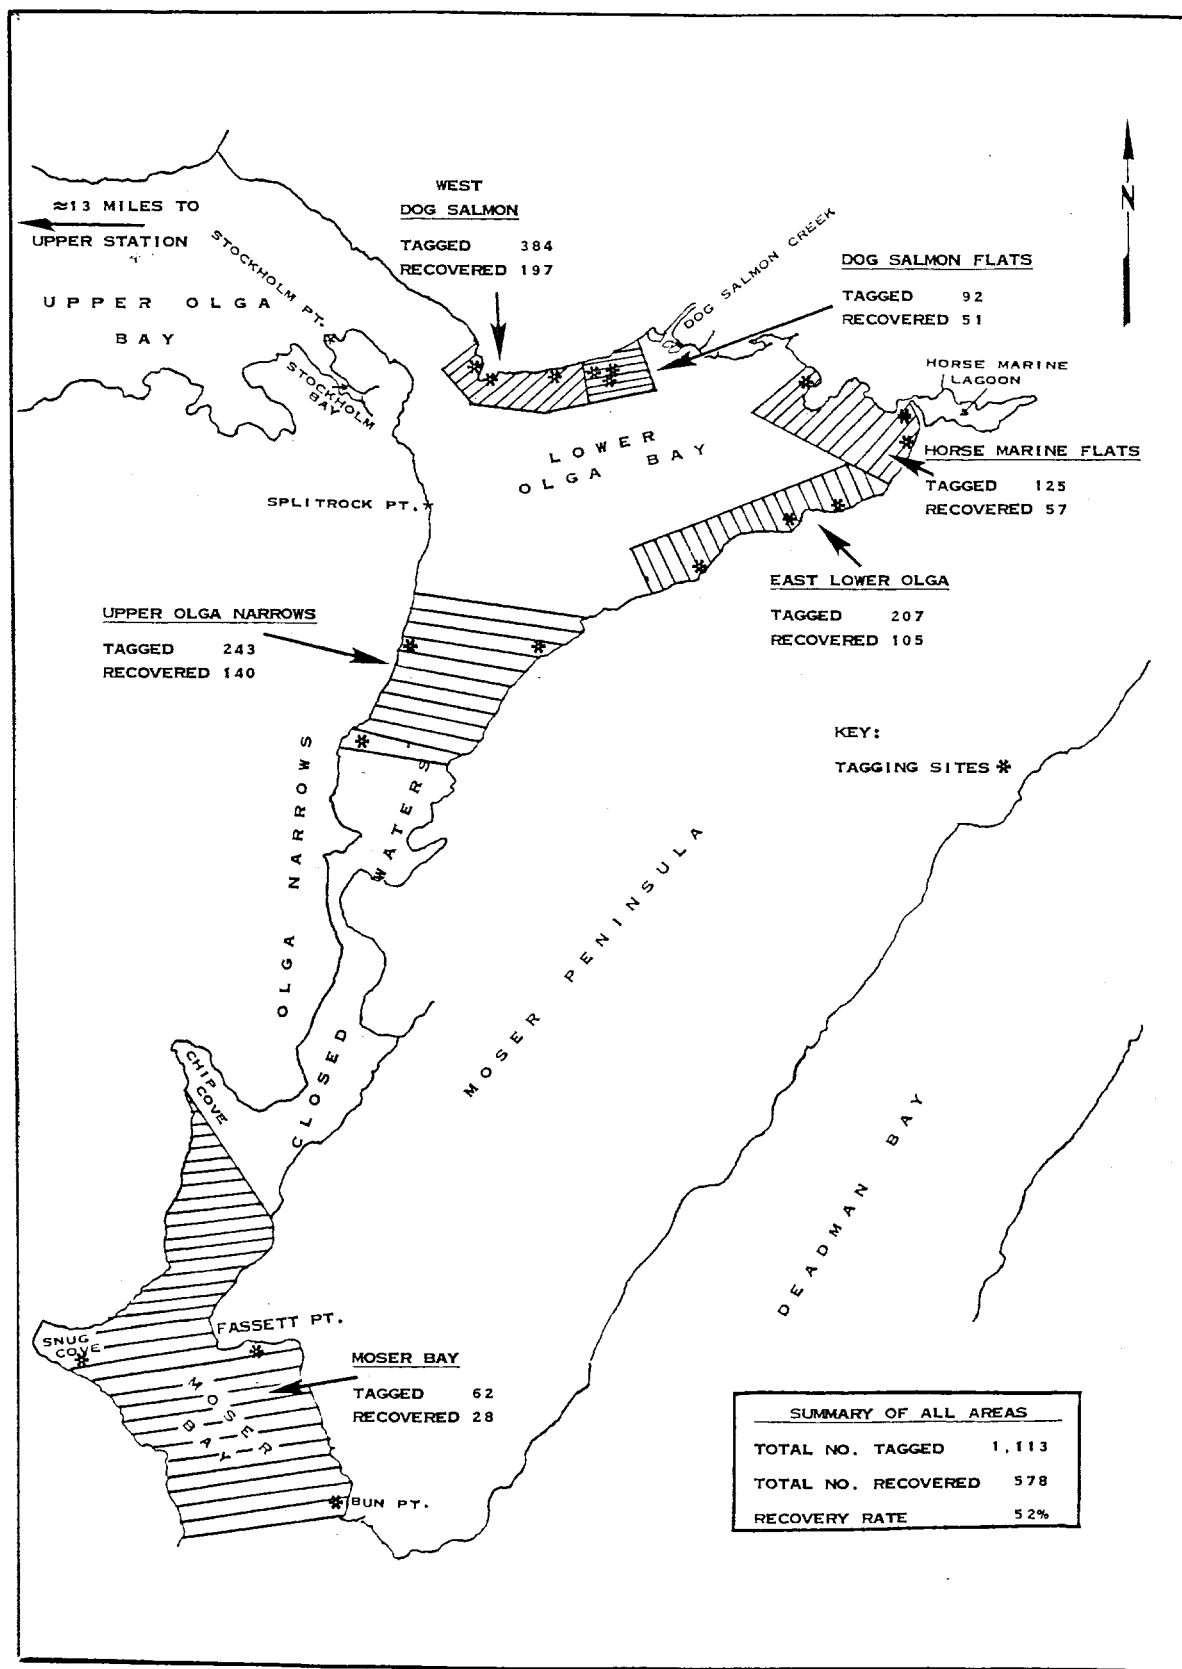 WEST
DOG SALMON
TAGGED 384
RECOVERED 197
≈13 MILES TO
UPPER STATION
STOCKHOLM PT.
UPPER OLGA
BAY
STOCKHOLM
BAY
DOG SALMON CREEK
DOG SALMON FLATS
TAGGED 92
RECOVERED 51
N
HORSE MARINE
LAGOON
LOWER
OLGA BAY
HORSE MARINE FLATS
TAGGED 125
RECOVERED 57
SPLITROCK PT.
EAST LOWER OLGA
TAGGED 207
RECOVERED 105
UPPER OLGA NARROWS
TAGGED 243
RECOVERED 140
KEY:
TAGGING SITES *
OLGA NARROWS
CLOSED WATERS
MOSER PENINSULA
CHIP
COVE
DEADMAN BAY
SNUG
COVE
FASSETT PT.
MOSER BAY
TAGGED 62
RECOVERED 28
MOSER
BAY
BUN PT.
SUMMARY OF ALL AREAS
TOTAL NO. TAGGED 1,113
TOTAL NO. RECOVERED 578
RECOVERY RATE 52%